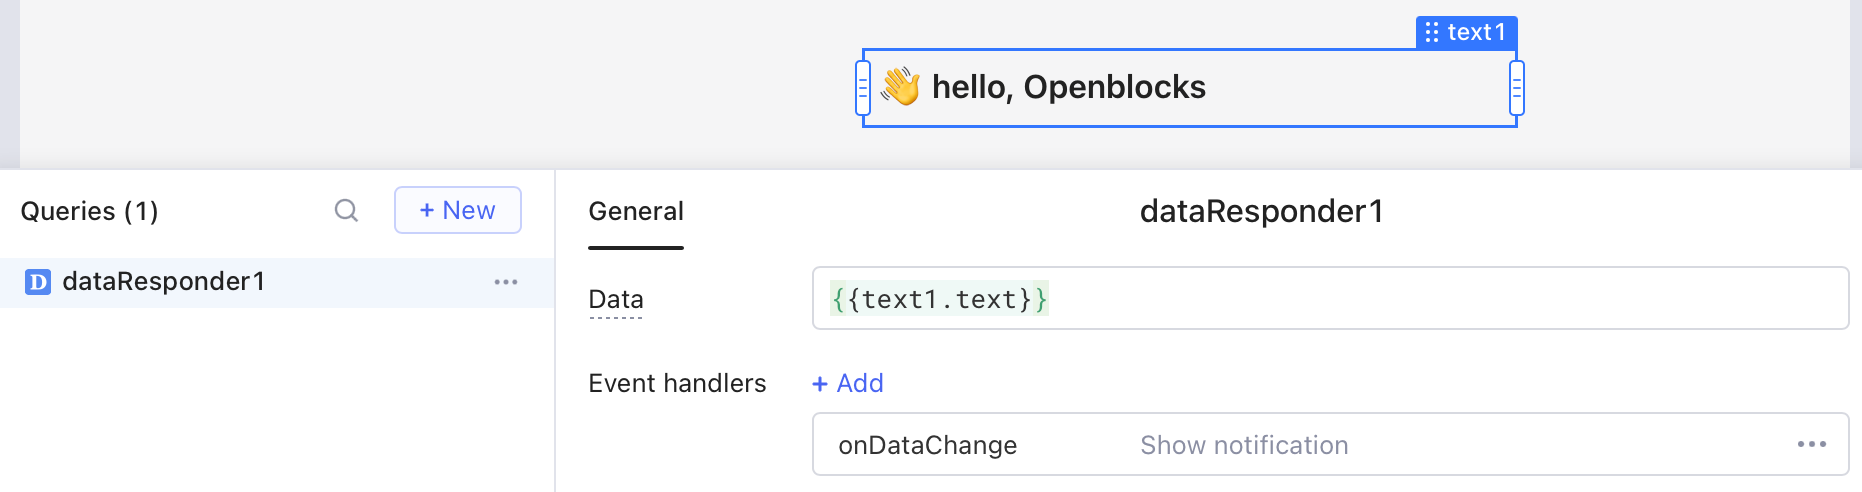 text1
👋 hello, Openblocks
Queries (1)
+ New
D dataResponder1
General
dataResponder1
Data
{{text1.text}}
Event handlers
+ Add
onDataChange
Show notification